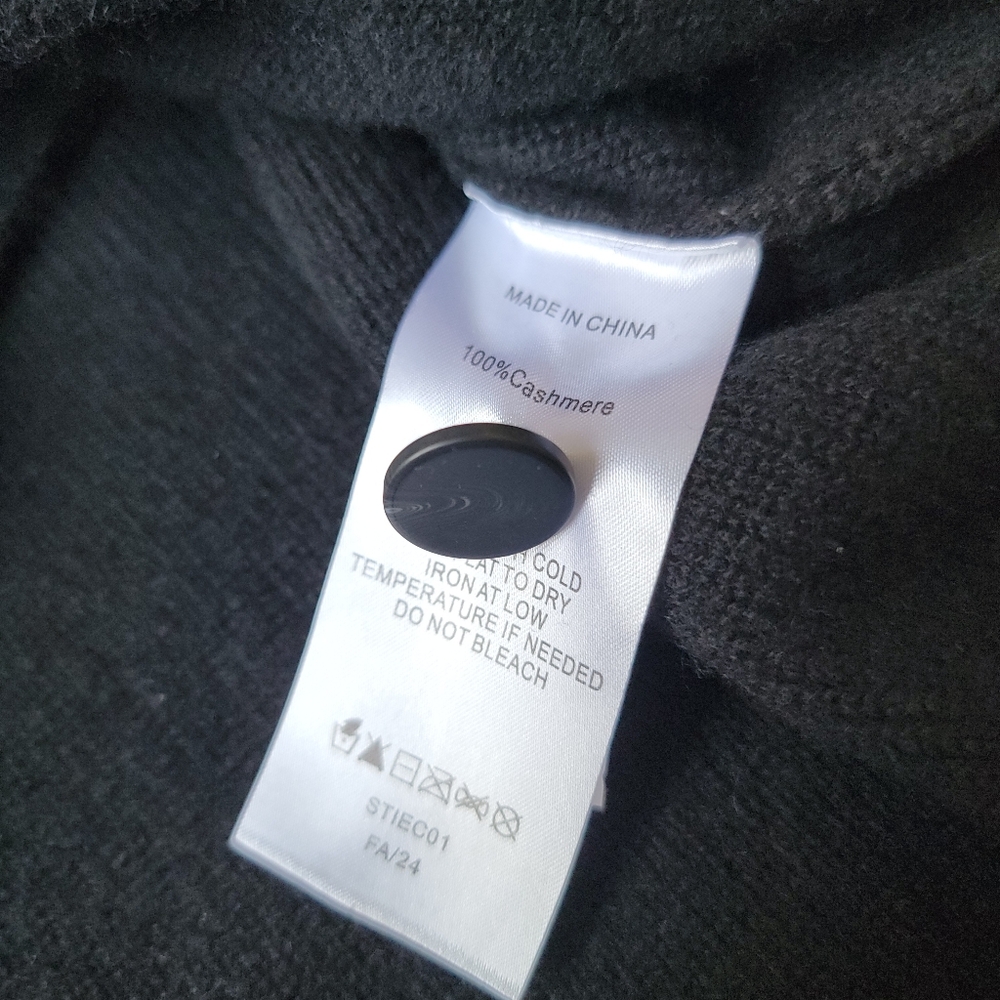 MADE IN CHINA
100%Cashmere
COLD
TO DRY
IRON AT LOW
TEMPERATURE IF NEEDED
DO NOT BLEACH
STIEC01
FA/24